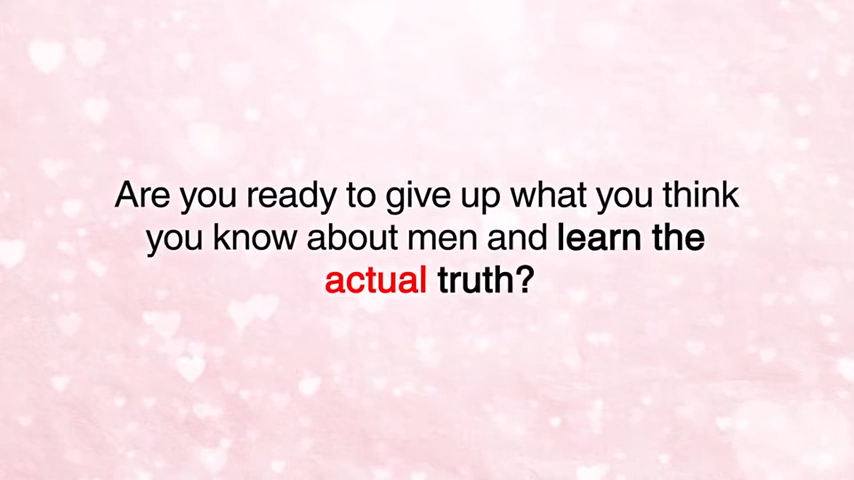 Are you ready to give up what you think
you know about men and learn the
actual truth?